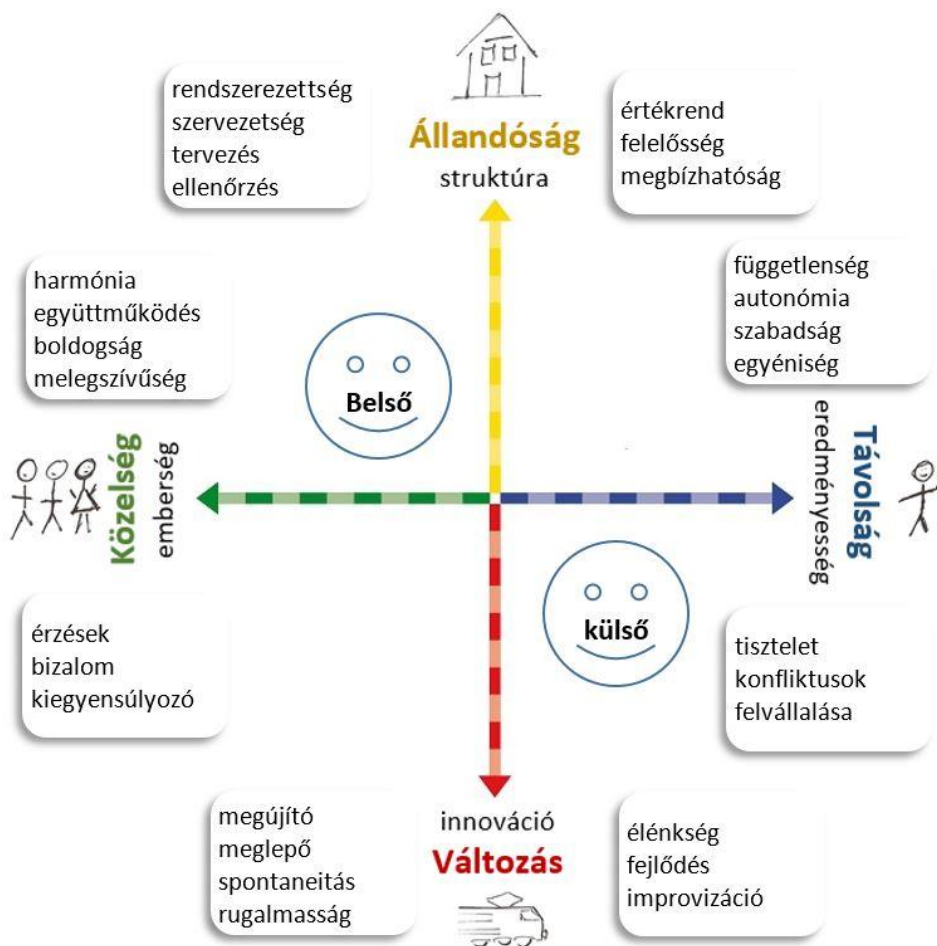 rendszerezettség
szervezetség
tervezés
ellenőrzés
Állandóság
struktúra
értékrend
felelősség
megbízhatóság
harmónia
együttműködés
boldogság
melegszívűség
függetlenség
autonómia
szabadság
egyéniség
Belső
Közelség
emberség
eredményesség
Távolság
külső
érzések
bizalom
kiegyensúlyozó
tisztelet
konfliktusok
felvállalása
megújító
meglepő
spontaneitás
rugalmasság
innováció
Változás
élénkség
fejlődés
improvizáció